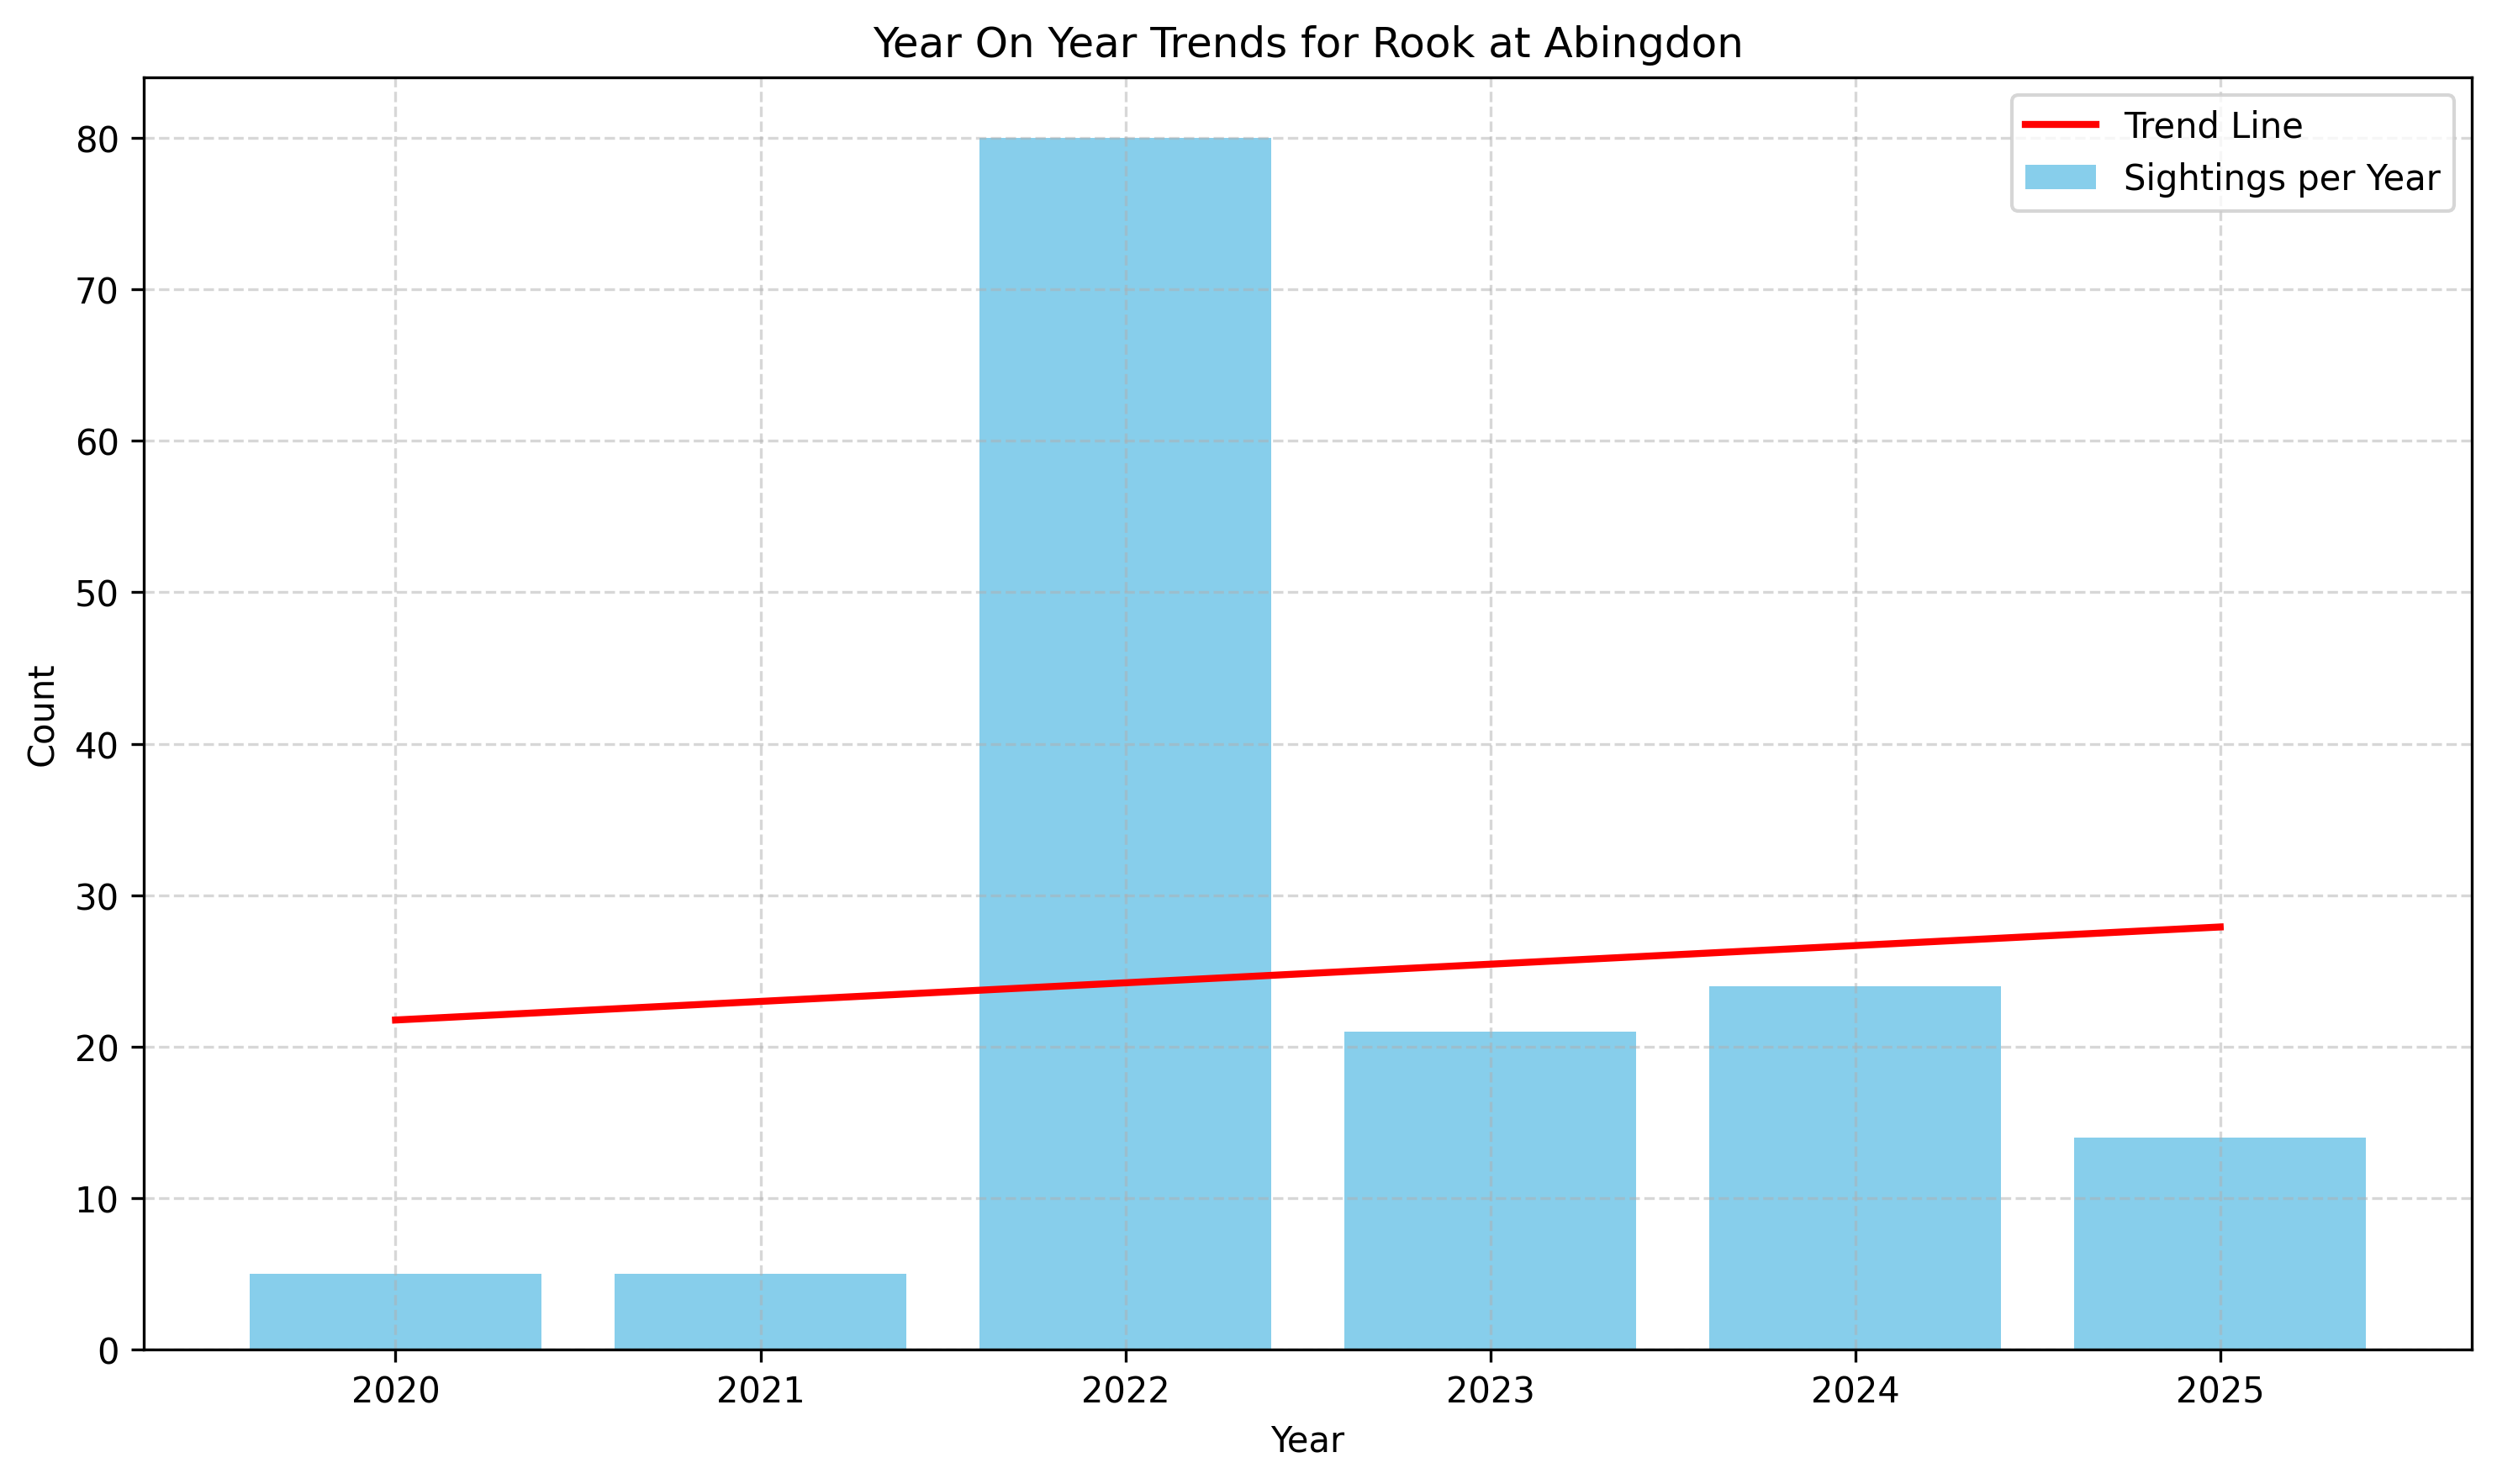 Year On Year Trends for Rook at Abingdon
Trend Line
Sightings per Year
80
70
60
50
40
30
20
10
0
Count
2020 2021 2022 2023 2024 2025
Year